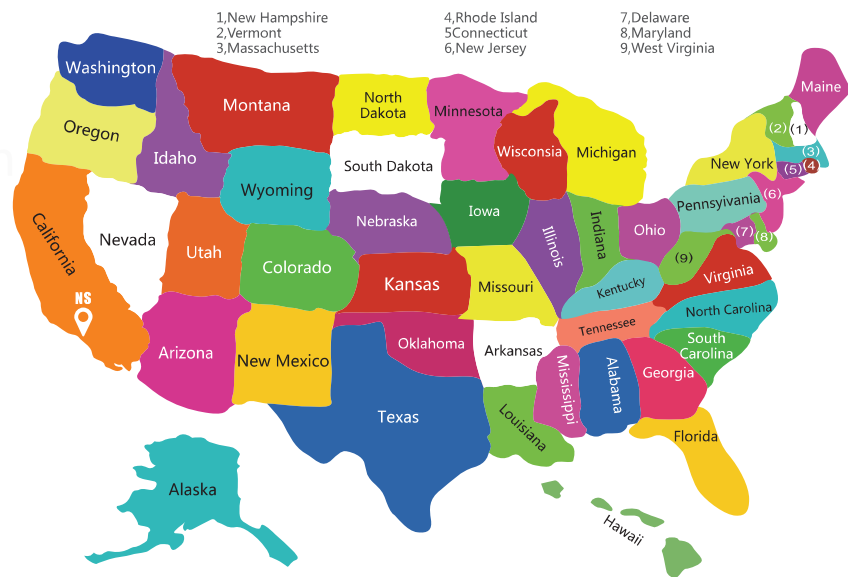 1,New Hampshire
2,Vermont
3,Massachusetts
4,Rhode Island
5Connecticut
6,New Jersey
7,Delaware
8,Maryland
9,West Virginia
Washington
Montana
North
Dakota
Minnesota
Maine
Oregon
Idaho
South Dakota
Wisconsia
Michigan
(2)
(1)
(3)
New York
(5)
(4)
Wyoming
Nebraska
Iowa
Pennsyivania
(6)
California
Nevada
Utah
Colorado
Kansas
Missouri
Illinois
Indiana
Ohio
(7)
(8)
(9)
Kentucky
Virginia
NS
Arizona
New Mexico
Oklahoma
Arkansas
Tennessee
North Carolina
South
Carolina
Texas
Louisiana
Mississippi
Alabama
Georgia
Florida
Alaska
Hawaii